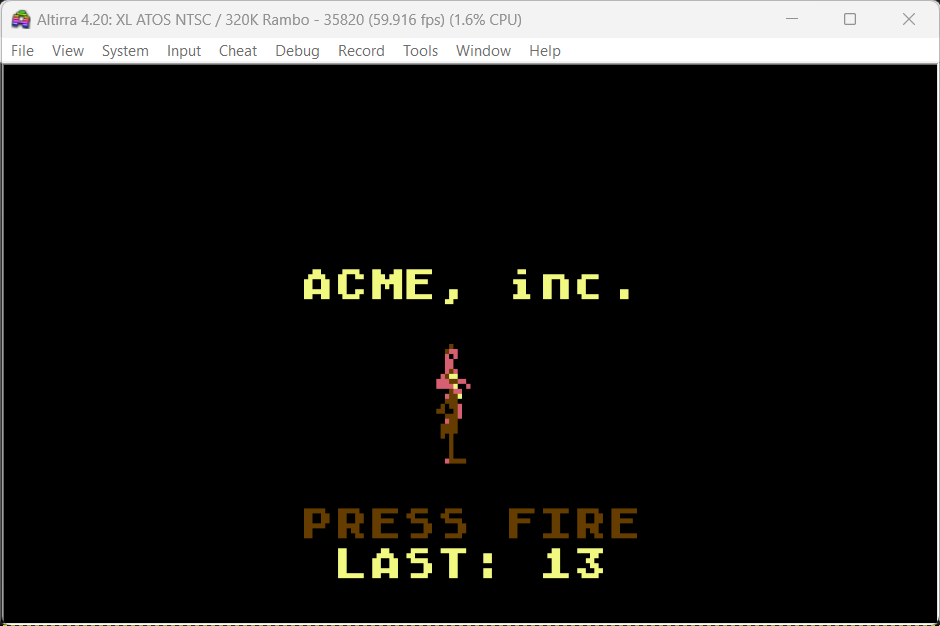 Altirra 4.20: XL ATOS NTSC / 320K Rambo - 35820 (59.916 fps) (1.6% CPU)
File View System Input Cheat Debug Record Tools Window Help
ACME, inc.
PRESS FIRE
LAST: 13